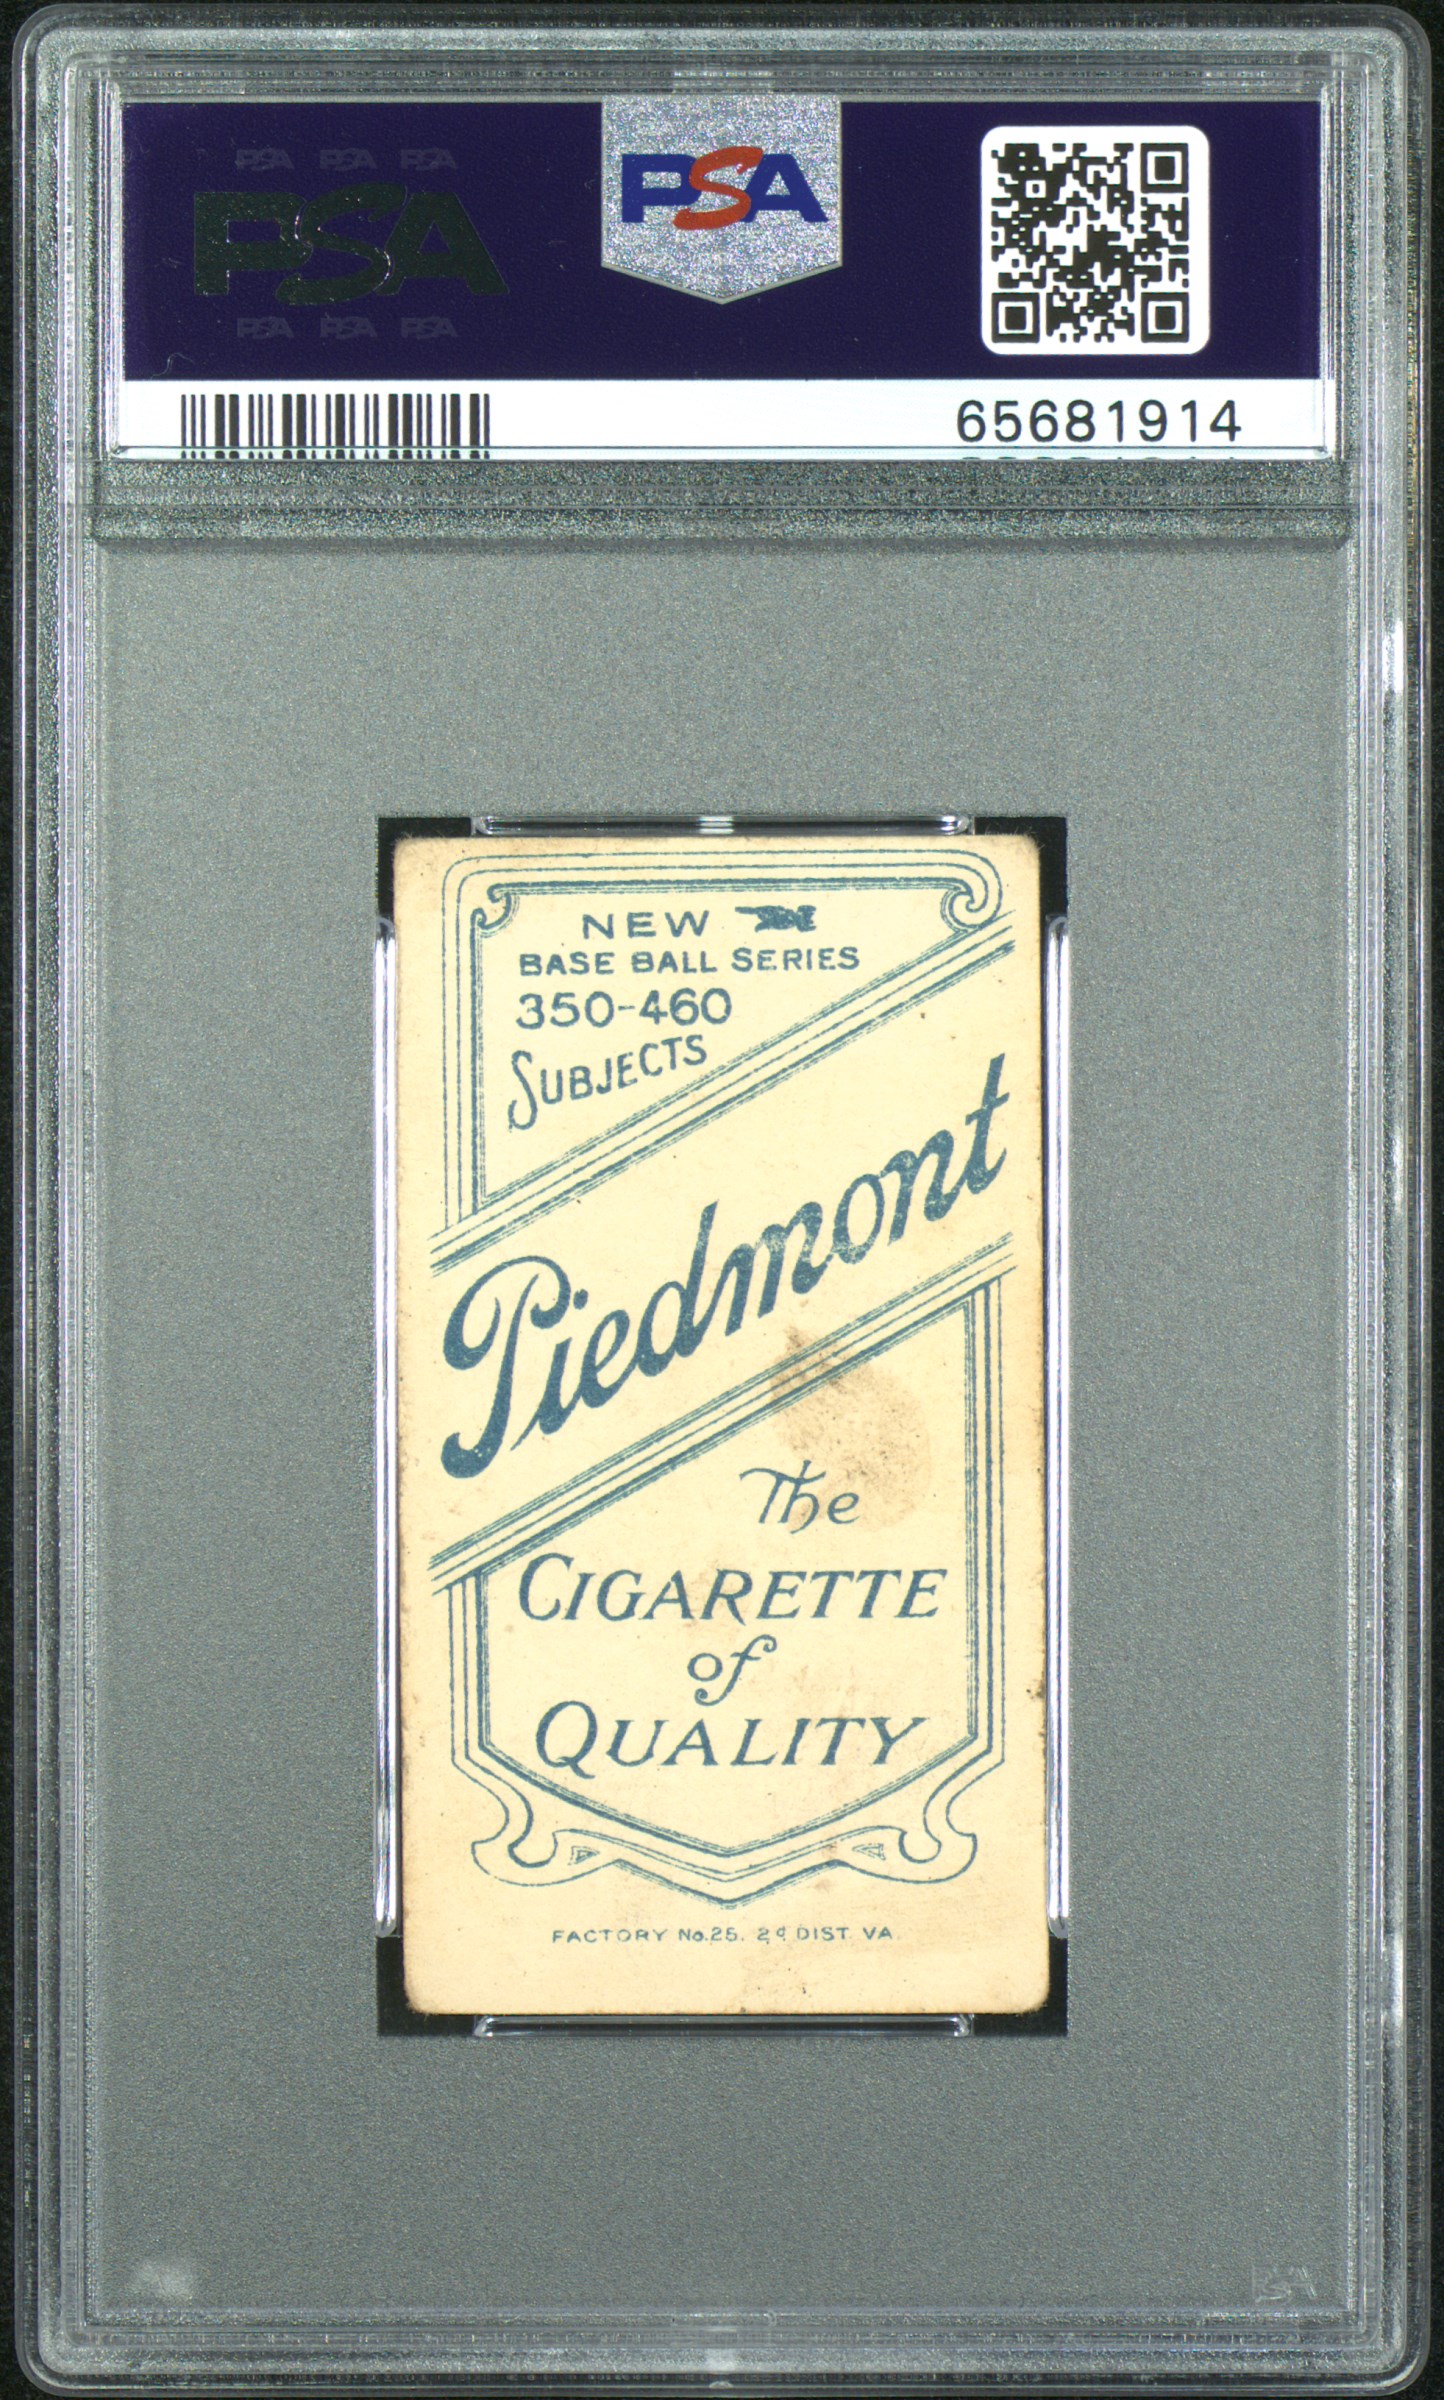 PSA PSA PSA
PSA
PSA PSA PSA
PSA
65681914
NEW
BASE BALL SERIES
350-460
SUBJECTS
Piedmont
The
CIGARETTE
of
QUALITY
FACTORY No.25. 2d DIST. VA.
PSA